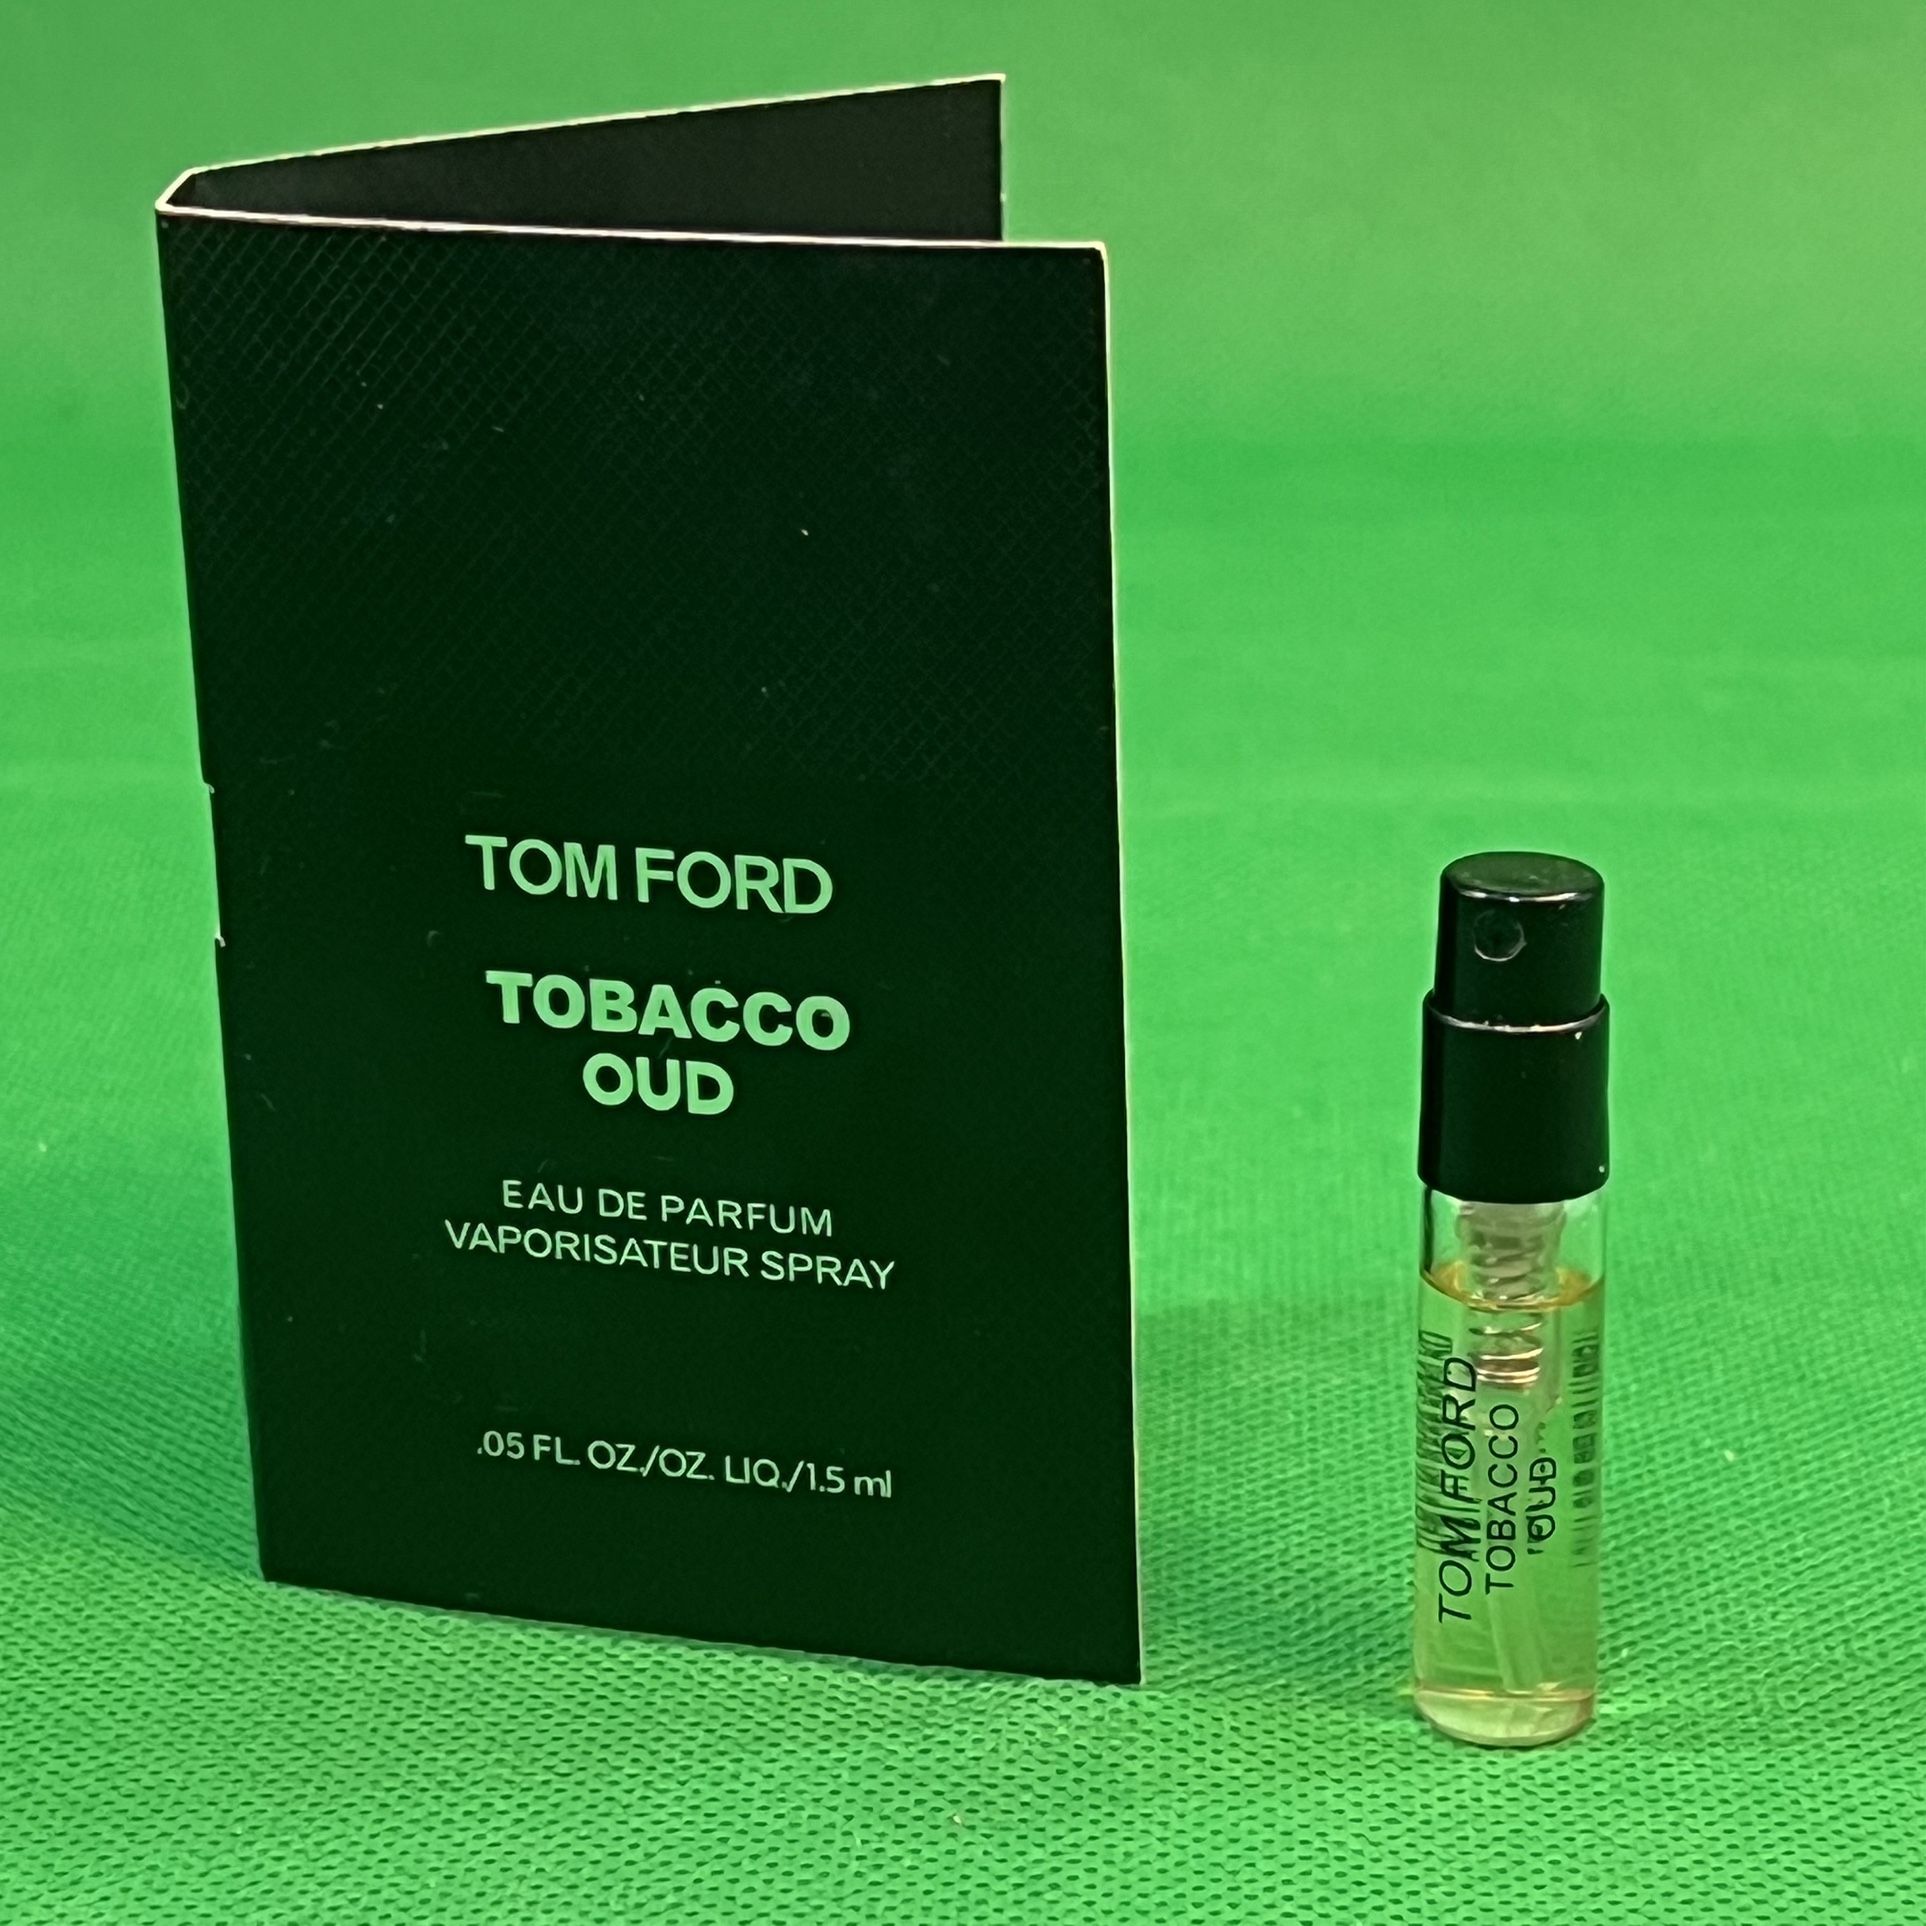 TOM FORD
TOBACCO
OUD
EAU DE PARFUM
VAPORISATEUR SPRAY
.05 FL. OZ./OZ. LIQ./1.5 ml
TOM FORD
TOBACCO
OUD